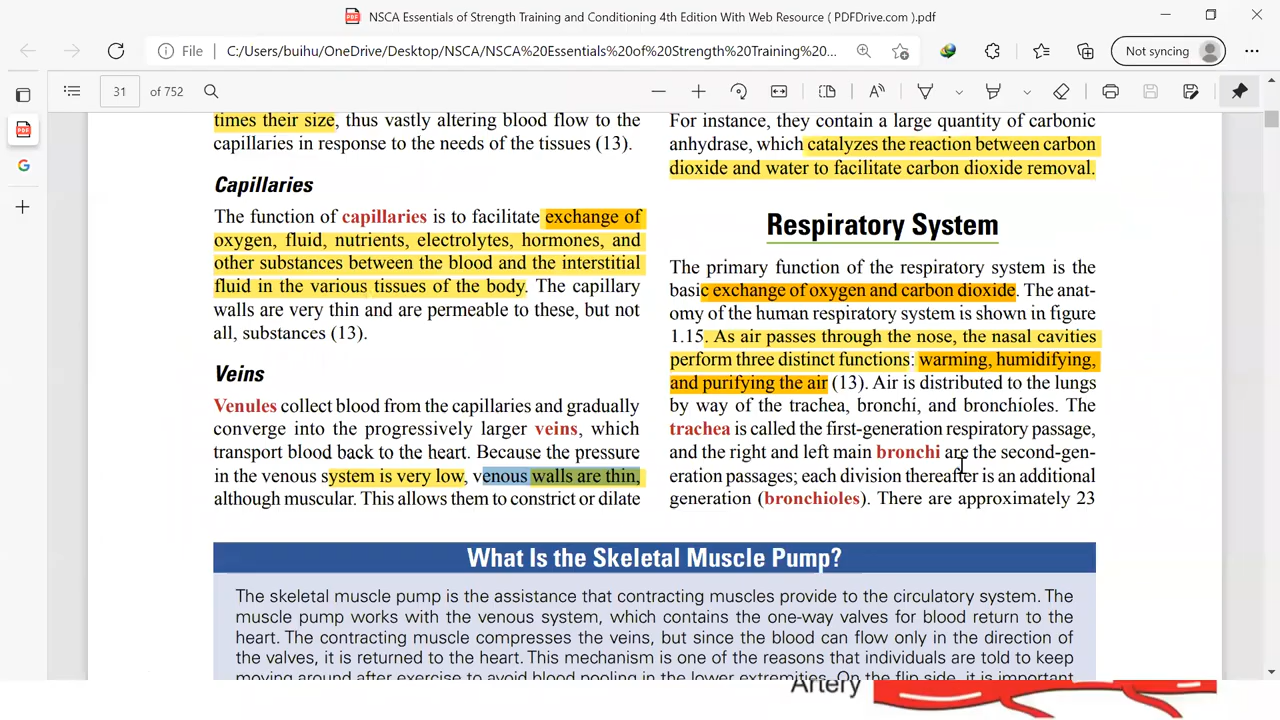 NSCA Essentials of Strength Training and Conditioning 4th Edition With Web Resource ( PDFDrive.com ).pdf
File C:/Users/buihu/OneDrive/Desktop/NSCA/NSCA%20Essentials%20of%20Strength%20Training%20...
Not syncing
31 of 752
times their size, thus vastly altering blood flow to the
capillaries in response to the needs of the tissues (13).
Capillaries
The function of capillaries is to facilitate exchange of
oxygen, fluid, nutrients, electrolytes, hormones, and
other substances between the blood and the interstitial
fluid in the various tissues of the body. The capillary
walls are very thin and are permeable to these, but not
all, substances (13).
Veins
Venules collect blood from the capillaries and gradually
converge into the progressively larger veins, which
transport blood back to the heart. Because the pressure
in the venous system is very low, venous walls are thin,
although muscular. This allows them to constrict or dilate
For instance, they contain a large quantity of carbonic
anhydrase, which catalyzes the reaction between carbon
dioxide and water to facilitate carbon dioxide removal.
Respiratory System
The primary function of the respiratory system is the
basic exchange of oxygen and carbon dioxide. The anat-
omy of the human respiratory system is shown in figure
1.15. As air passes through the nose, the nasal cavities
perform three distinct functions: warming, humidifying,
and purifying the air (13). Air is distributed to the lungs
by way of the trachea, bronchi, and bronchioles. The
trachea is called the first-generation respiratory passage,
and the right and left main bronchi are the second-gen-
eration passages; each division thereafter is an additional
generation (bronchioles). There are approximately 23
What Is the Skeletal Muscle Pump?
The skeletal muscle pump is the assistance that contracting muscles provide to the circulatory system. The
muscle pump works with the venous system, which contains the one-way valves for blood return to the
heart. The contracting muscle compresses the veins, but since the blood can flow only in the direction of
the valves, it is returned to the heart. This mechanism is one of the reasons that individuals are told to keep
moving around after exercise to avoid blood pooling in the lower extremities. On the flip side, it is important
Artery